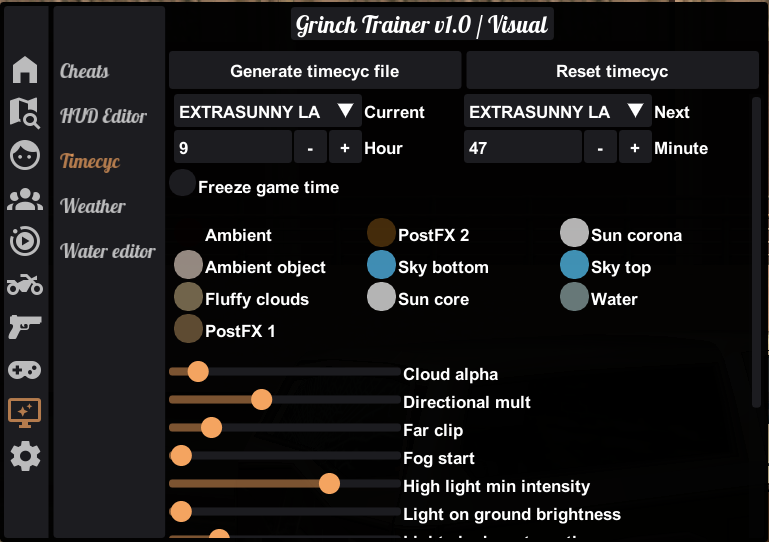 Grinch Trainer v1.0 / Visual
Cheats
HUD Editor
Timecyc
Weather
Water editor
Generate timecyc file
Reset timecyc
EXTRASUNNY LA Current
EXTRASUNNY LA Next
9 - + Hour
47 - + Minute
Freeze game time
Ambient
PostFX 2
Sun corona
Ambient object
Sky bottom
Sky top
Fluffy clouds
Sun core
Water
PostFX 1
Cloud alpha
Directional mult
Far clip
Fog start
High light min intensity
Light on ground brightness